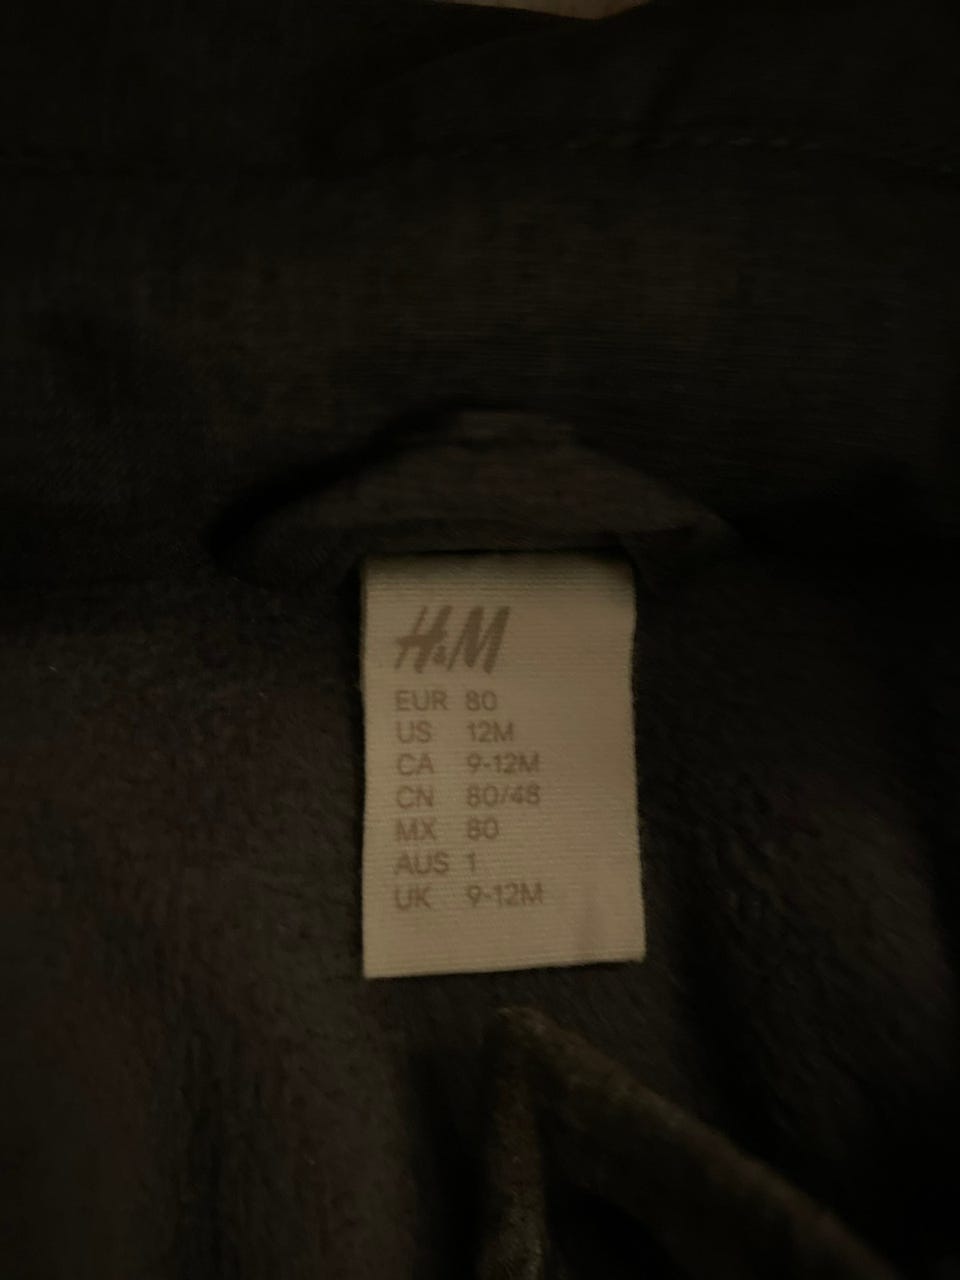 H&M
EUR 80
US 12M
CA 9-12M
CN 80/48
MX 80
AUS 1
UK 9-12M